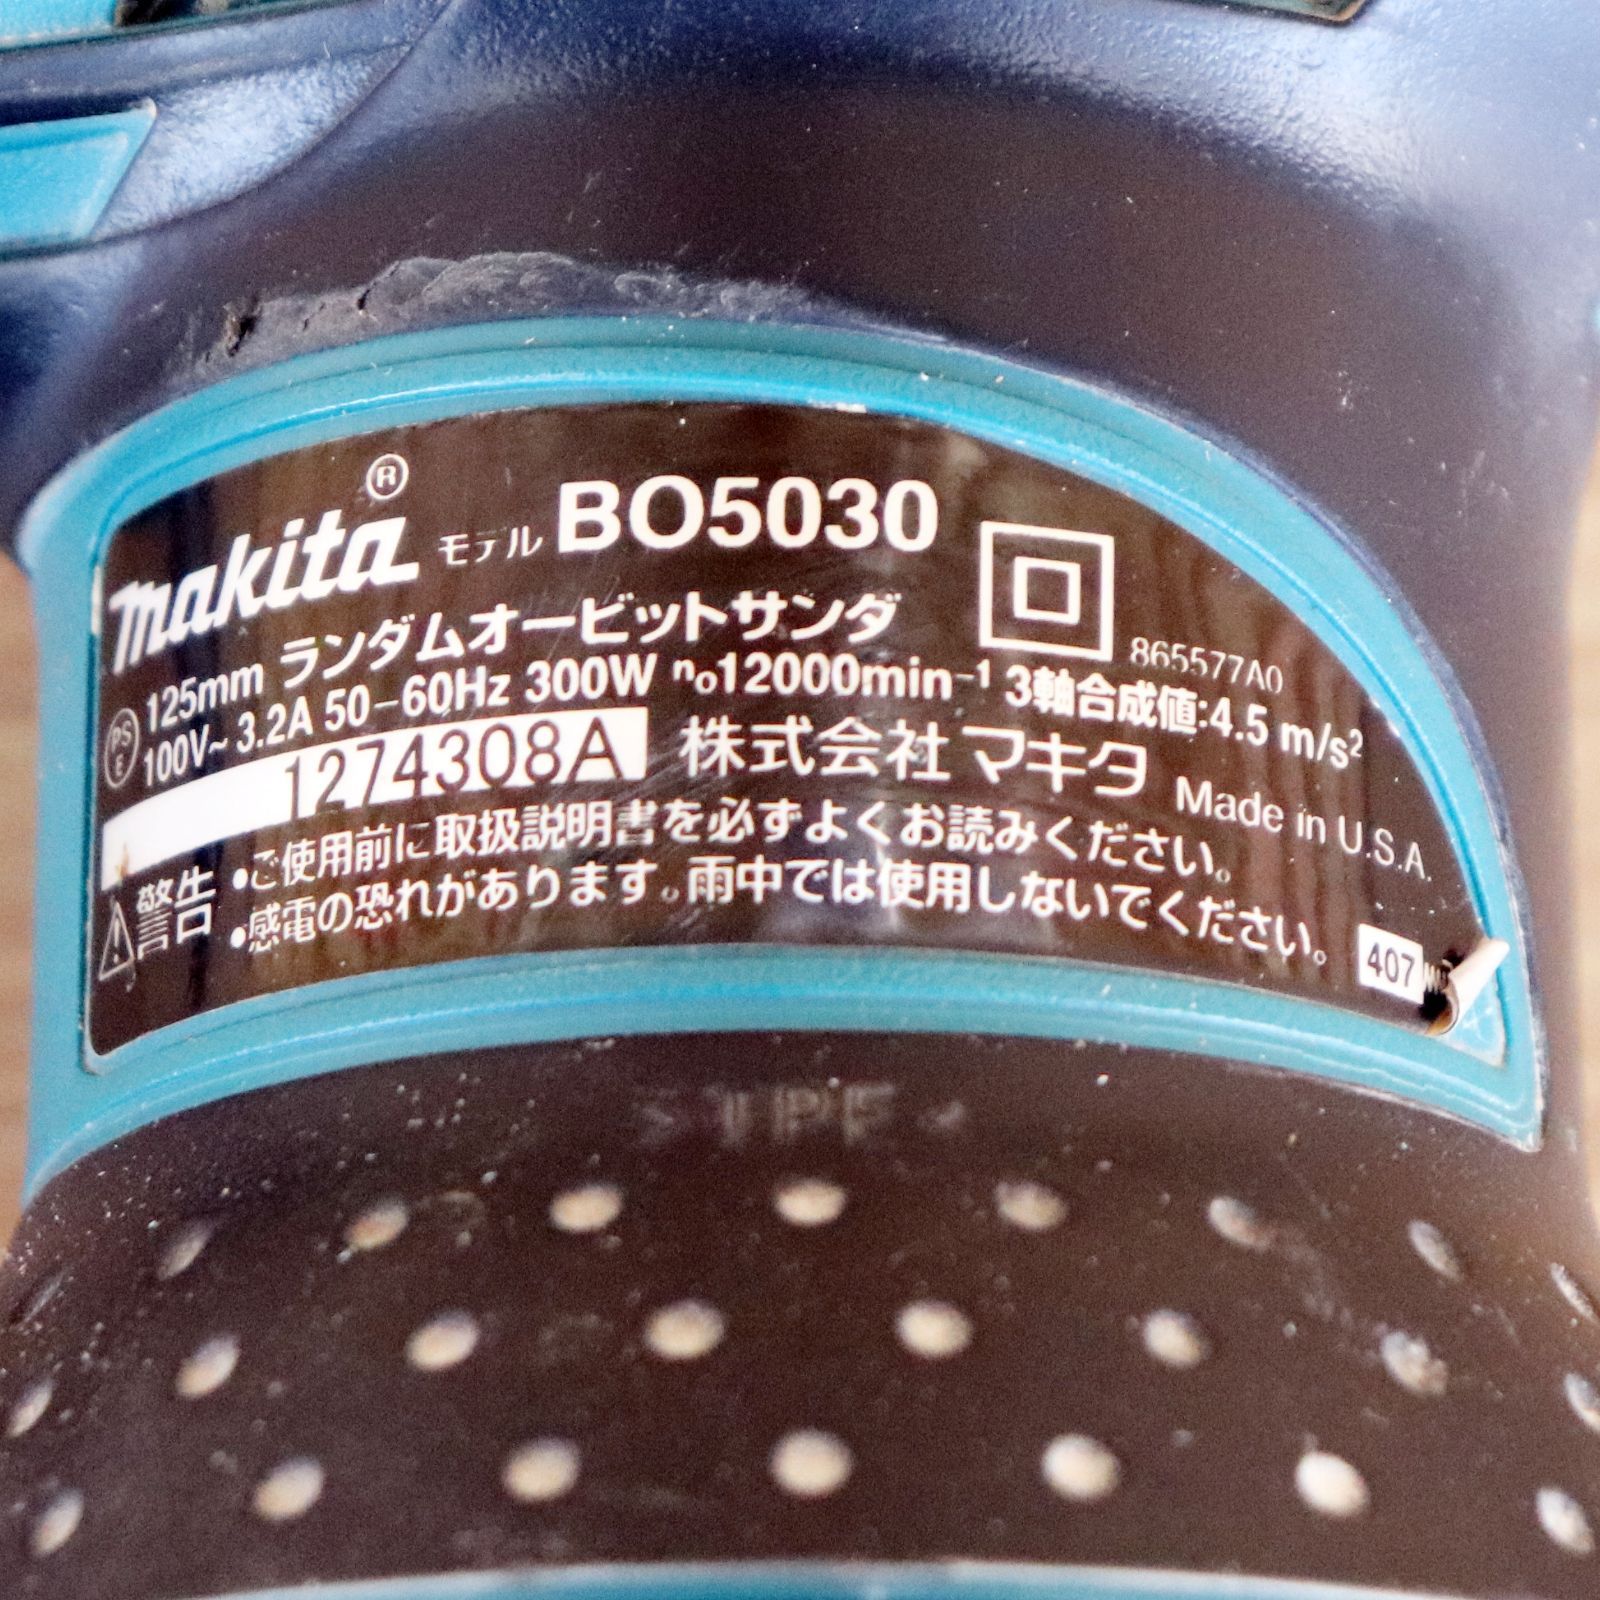 makita® モデル BO5030
125mm ランダムオービットサンダ
865577A0
PSE 100V~ 3.2A 50-60Hz 300W n₀12000min⁻¹ 3軸合成値:4.5 m/s²
1274308A 株式会社 マキタ Made in U.S.A.
警告 •ご使用前に取扱説明書を必ずよくお読みください。
•感電の恐れがあります。雨中では使用しないでください。
407